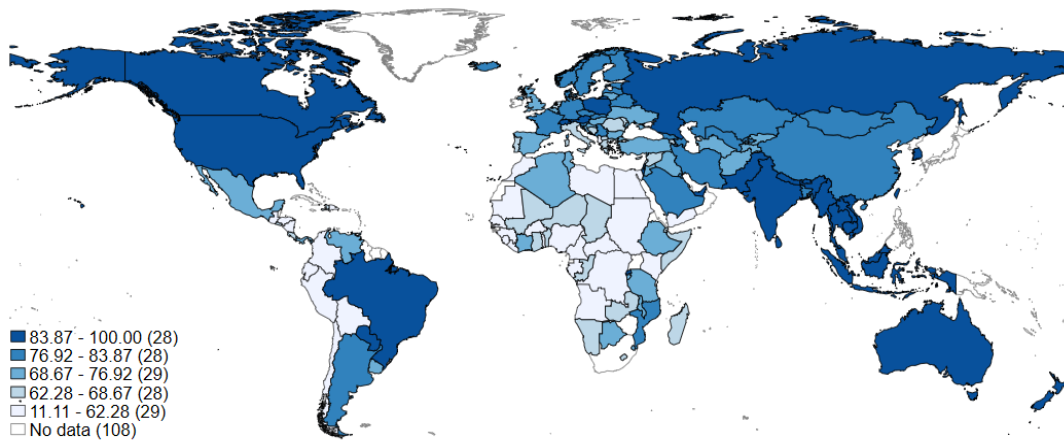 83.87 - 100.00 (28)
76.92 - 83.87 (28)
68.67 - 76.92 (29)
62.28 - 68.67 (28)
11.11 - 62.28 (29)
No data (108)